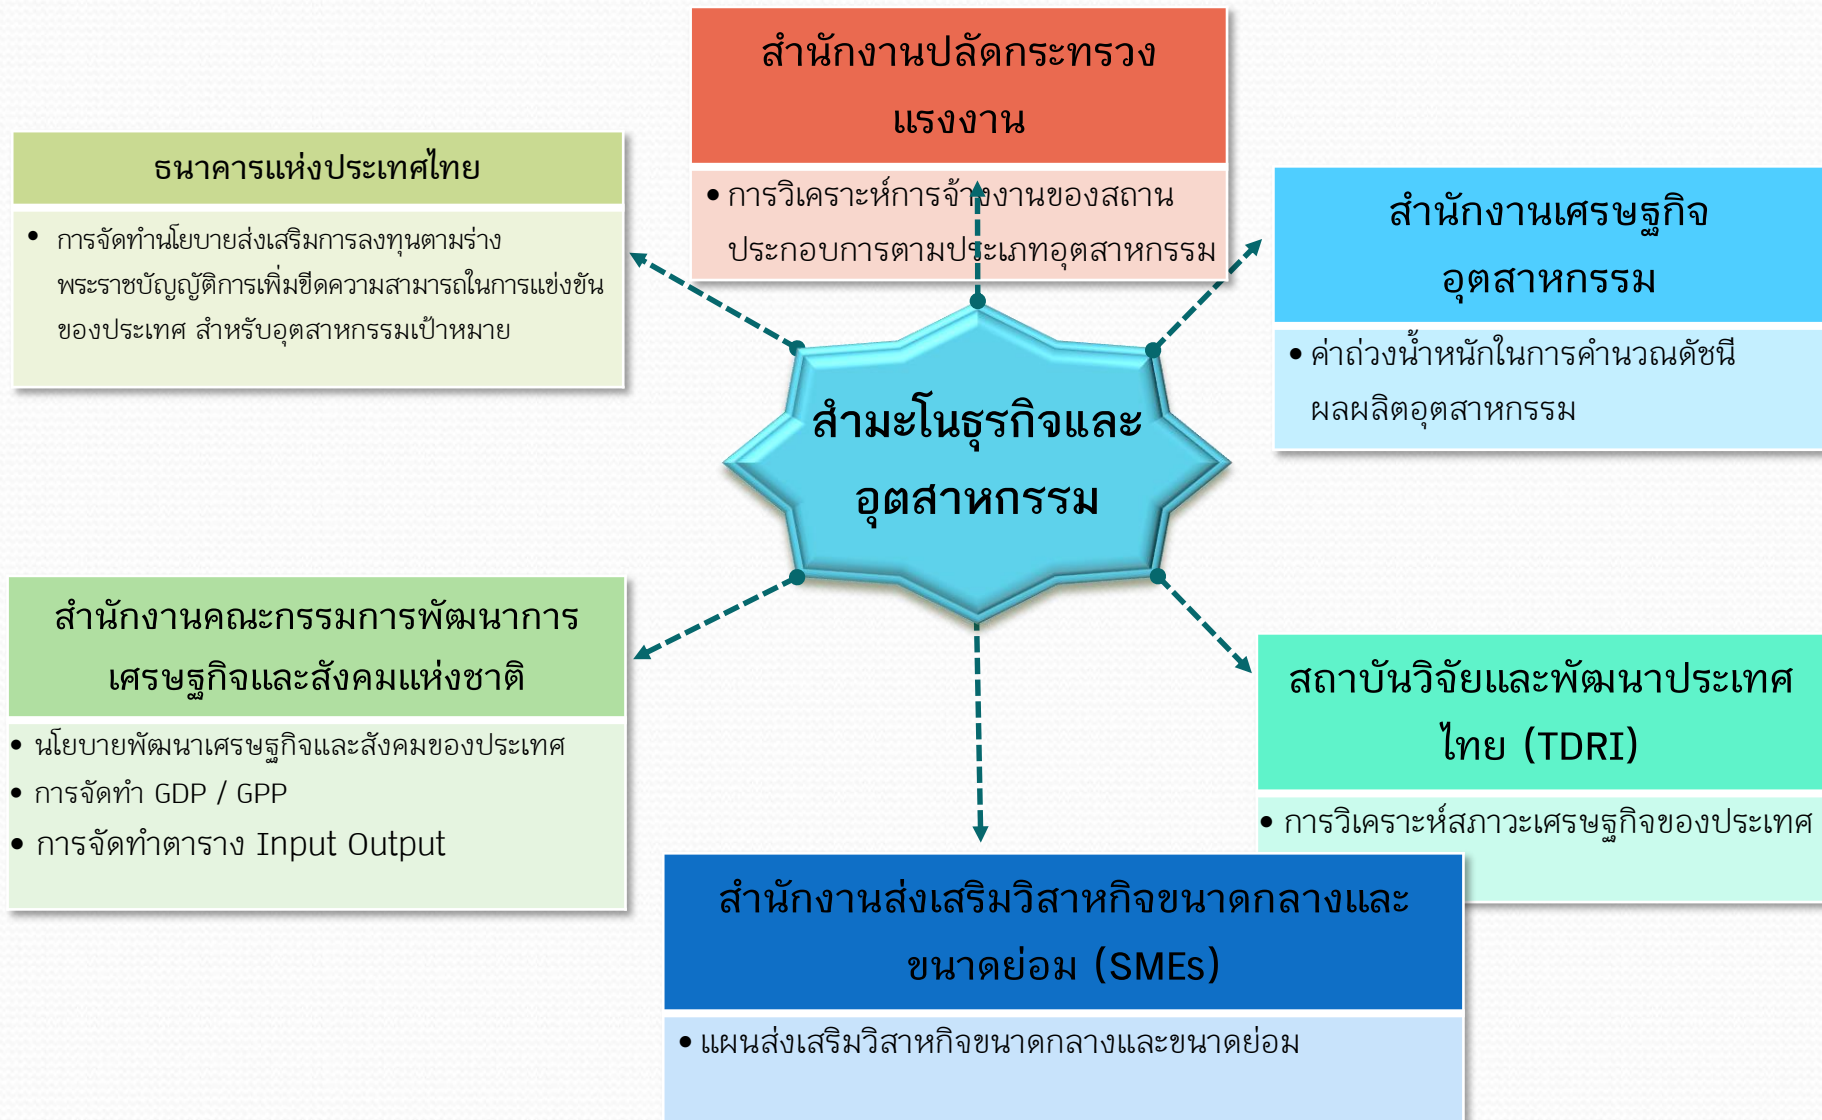 สำนักงานปลัดกระทรวง
แรงงาน
• การวิเคราะห์การจ้างงานของสถาน
ประกอบการตามประเภทอุตสาหกรรม
ธนาคารแห่งประเทศไทย
• การจัดทำนโยบายส่งเสริมการลงทุนตามร่าง
พระราชบัญญัติการเพิ่มขีดความสามารถในการแข่งขัน
ของประเทศ สำหรับอุตสาหกรรมเป้าหมาย
สำนักงานเศรษฐกิจ
อุตสาหกรรม
• ค่าถ่วงน้ำหนักในการคำนวณดัชนี
ผลผลิตอุตสาหกรรม
สำมะโนธุรกิจและ
อุตสาหกรรม
สำนักงานคณะกรรมการพัฒนาการ
เศรษฐกิจและสังคมแห่งชาติ
• นโยบายพัฒนาเศรษฐกิจและสังคมของประเทศ
• การจัดทำ GDP / GPP
• การจัดทำตาราง Input Output
สถาบันวิจัยและพัฒนาประเทศ
ไทย (TDRI)
• การวิเคราะห์สภาวะเศรษฐกิจของประเทศ
สำนักงานส่งเสริมวิสาหกิจขนาดกลางและ
ขนาดย่อม (SMEs)
• แผนส่งเสริมวิสาหกิจขนาดกลางและขนาดย่อม